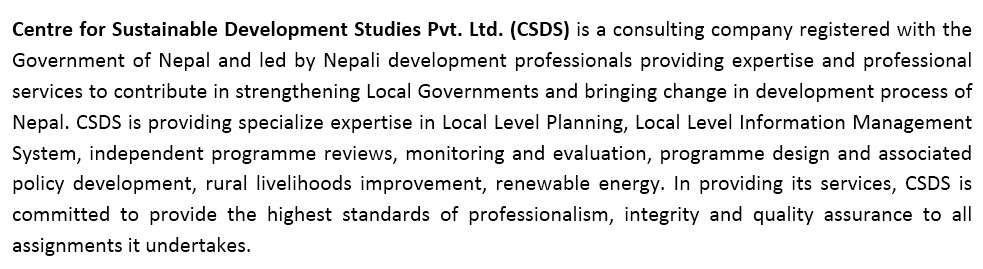 Centre for Sustainable Development Studies Pvt. Ltd. (CSDS) is a consulting company registered with the
Government of Nepal and led by Nepali development professionals providing expertise and professional
services to contribute in strengthening Local Governments and bringing change in development process of
Nepal. CSDS is providing specialize expertise in Local Level Planning, Local Level Information Management
System, independent programme reviews, monitoring and evaluation, programme design and associated
policy development, rural livelihoods improvement, renewable energy. In providing its services, CSDS is
committed to provide the highest standards of professionalism, integrity and quality assurance to all
assignments it undertakes.